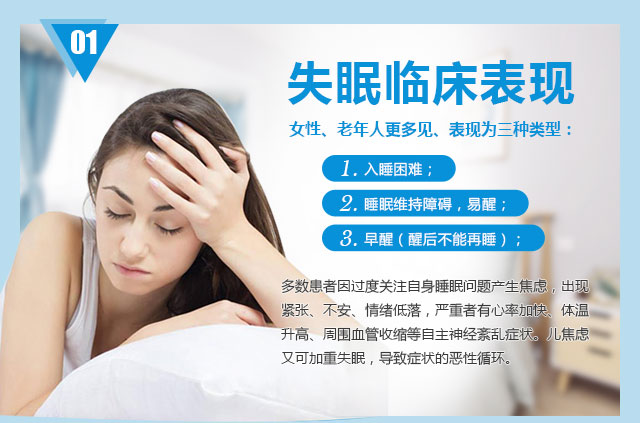 01
失眠临床表现
女性、老年人更多见、表现为三种类型：
1. 入睡困难；
2. 睡眠维持障碍，易醒；
3. 早醒（醒后不能再睡）；
多数患者因过度关注自身睡眠问题产生焦虑，出现
紧张、不安、情绪低落，严重者有心率加快、体温
升高、周围血管收缩等自主神经紊乱症状。儿焦虑
又可加重失眠，导致症状的恶性循环。